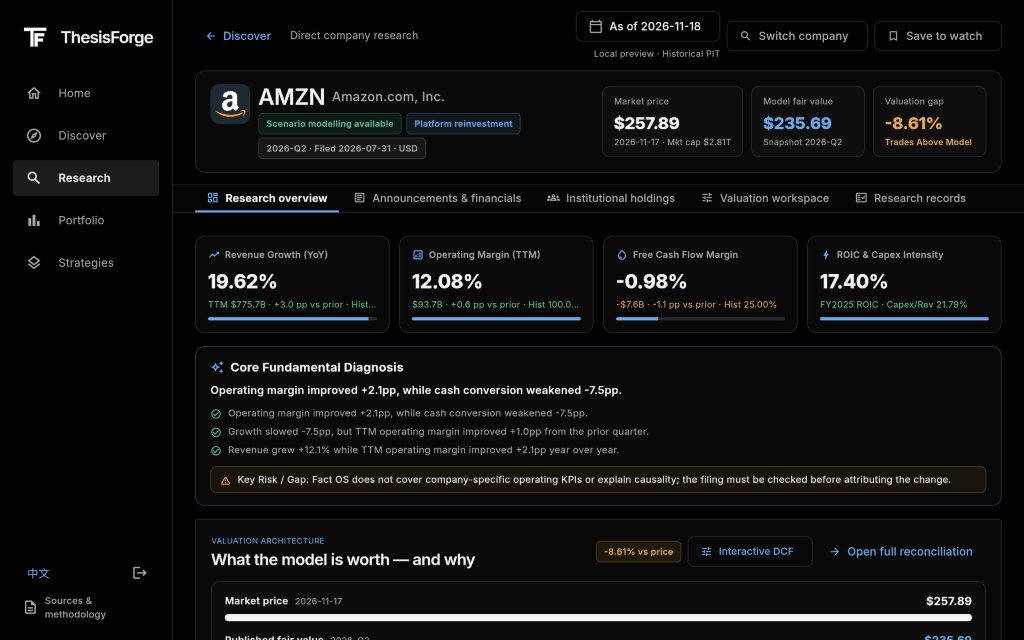 ThesisForge
Home
Discover
Research
Portfolio
Strategies
中文
Sources &
methodology
Discover
Direct company research
As of 2026-11-18
Local preview · Historical PIT
Switch company
Save to watch
AMZN Amazon.com, Inc.
Scenario modelling available
Platform reinvestment
2026-Q2 · Filed 2026-07-31 · USD
Market price
$257.89
2026-11-17 · Mkt cap $2.81T
Model fair value
$235.69
Snapshot 2026-Q2
Valuation gap
-8.61%
Trades Above Model
Research overview
Announcements & financials
Institutional holdings
Valuation workspace
Research records
Revenue Growth (YoY)
19.62%
TTM $775.7B · +3.0 pp vs prior · Hist...
Operating Margin (TTM)
12.08%
$93.7B · +0.6 pp vs prior · Hist 100.0...
Free Cash Flow Margin
-0.98%
-$7.6B · -1.1 pp vs prior · Hist 25.00%
ROIC & Capex Intensity
17.40%
FY2025 ROIC · Capex/Rev 21.79%
Core Fundamental Diagnosis
Operating margin improved +2.1pp, while cash conversion weakened -7.5pp.
Operating margin improved +2.1pp, while cash conversion weakened -7.5pp.
Growth slowed -7.5pp, but TTM operating margin improved +1.0pp from the prior quarter.
Revenue grew +12.1% while TTM operating margin improved +2.1pp year over year.
Key Risk / Gap: Fact OS does not cover company-specific operating KPIs or explain causality; the filing must be checked before attributing the change.
VALUATION ARCHITECTURE
What the model is worth — and why
-8.61% vs price
Interactive DCF
Open full reconciliation
Market price 2026-11-17
$257.89
Published fair value 2026-Q2
$235.69